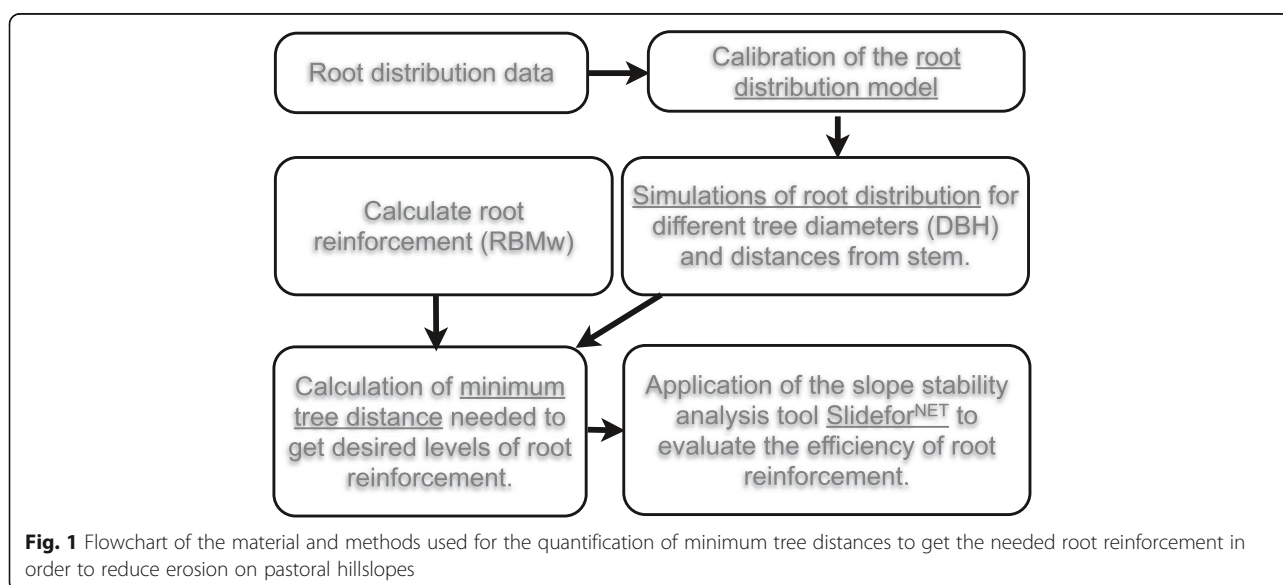 Root distribution data
Calibration of the root
distribution model
Calculate root
reinforcement (RBMw)
Simulations of root distribution for
different tree diameters (DBH)
and distances from stem.
Calculation of minimum
tree distance needed to
get desired levels of root
reinforcement.
Application of the slope stability
analysis tool SlideforNET to
evaluate the efficiency of root
reinforcement.
Fig. 1 Flowchart of the material and methods used for the quantification of minimum tree distances to get the needed root reinforcement in
order to reduce erosion on pastoral hillslopes